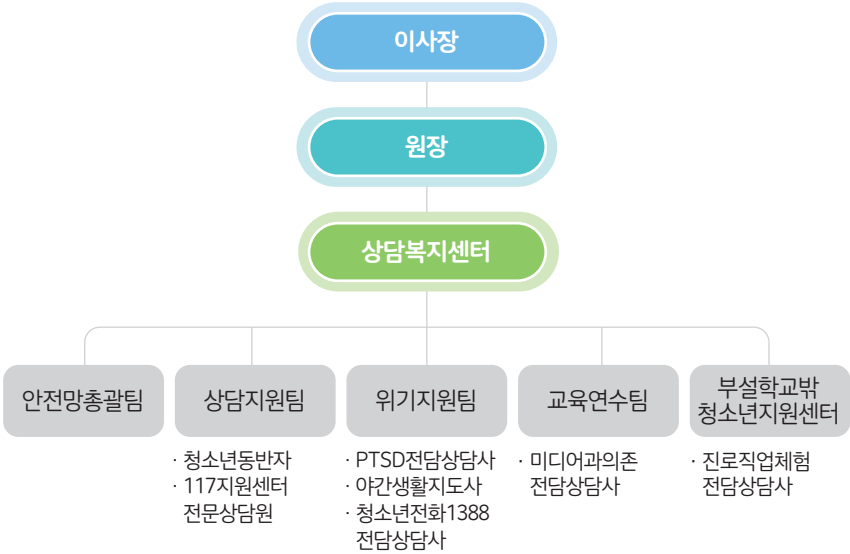 이사장
원장
상담복지센터
안전망총괄팀
상담지원팀
위기지원팀
교육연수팀
부설학교밖
청소년지원센터
· 청소년동반자
· 117지원센터
전문상담원
· PTSD전담상담사
· 야간생활지도사
· 청소년전화1388
전담상담사
· 미디어과의존
전담상담사
· 진로직업체험
전담상담사